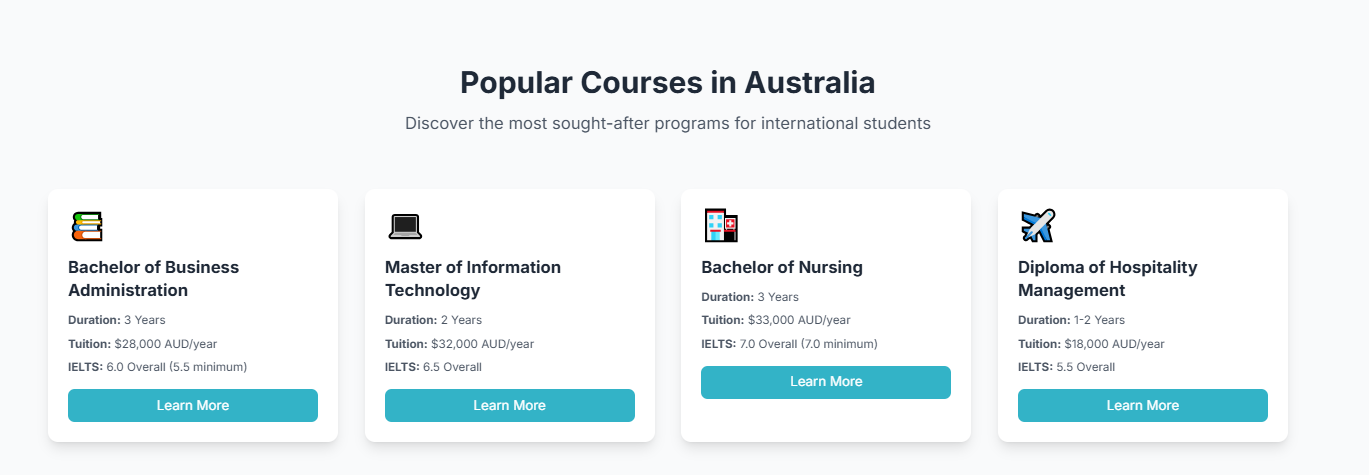 Popular Courses in Australia
Discover the most sought-after programs for international students
Bachelor of Business
Administration
Duration: 3 Years
Tuition: $28,000 AUD/year
IELTS: 6.0 Overall (5.5 minimum)
Learn More
Master of Information
Technology
Duration: 2 Years
Tuition: $32,000 AUD/year
IELTS: 6.5 Overall
Learn More
Bachelor of Nursing
Duration: 3 Years
Tuition: $33,000 AUD/year
IELTS: 7.0 Overall (7.0 minimum)
Learn More
Diploma of Hospitality
Management
Duration: 1-2 Years
Tuition: $18,000 AUD/year
IELTS: 5.5 Overall
Learn More